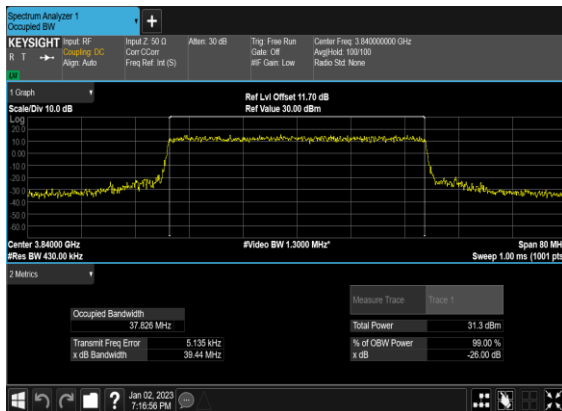 Spectrum Analyzer 1
Occupied BW
KEYSIGHT
R T
Input: RF
Coupling: DC
Align: Auto
Input Z: 50 Ω
Corr CCorr
Freq Ref: Int (S)
Atten: 30 dB
Trig: Free Run
Gate: Off
#IF Gain: Low
Center Freq: 3.840000000 GHz
Avg|Hold: 100/100
Radio Std: None
1 Graph
Scale/Div 10.0 dB
Ref Lvl Offset 11.70 dB
Ref Value 30.00 dBm
Log
20.0
10.0
0.00
-10.0
-20.0
-30.0
-40.0
-50.0
-60.0
Center 3.84000 GHz
#Res BW 430.00 kHz
#Video BW 1.3000 MHz*
Span 80 MH
Sweep 1.00 ms (1001 pts
2 Metrics
Measure Trace
Trace 1
Occupied Bandwidth
37.826 MHz
Total Power
31.3 dBm
Transmit Freq Error
5.135 kHz
% of OBW Power
99.00 %
x dB Bandwidth
39.44 MHz
x dB
-26.00 dB
?
Jan 02, 2023
7:16:56 PM